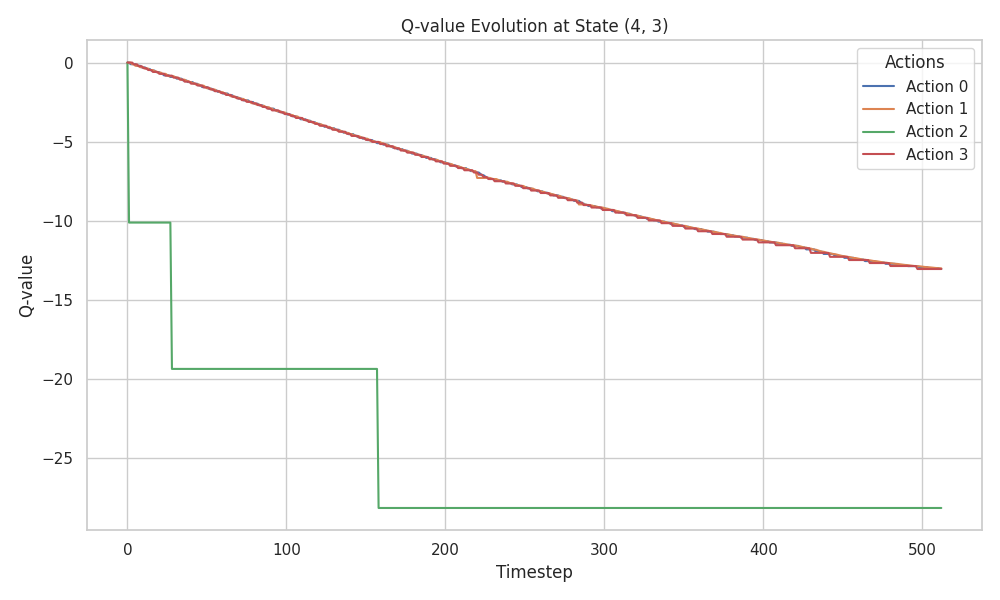 Q-value Evolution at State (4, 3)
Actions
Action 0
Action 1
Action 2
Action 3
Q-value
0
−5
−10
−15
−20
−25
0 100 200 300 400 500
Timestep